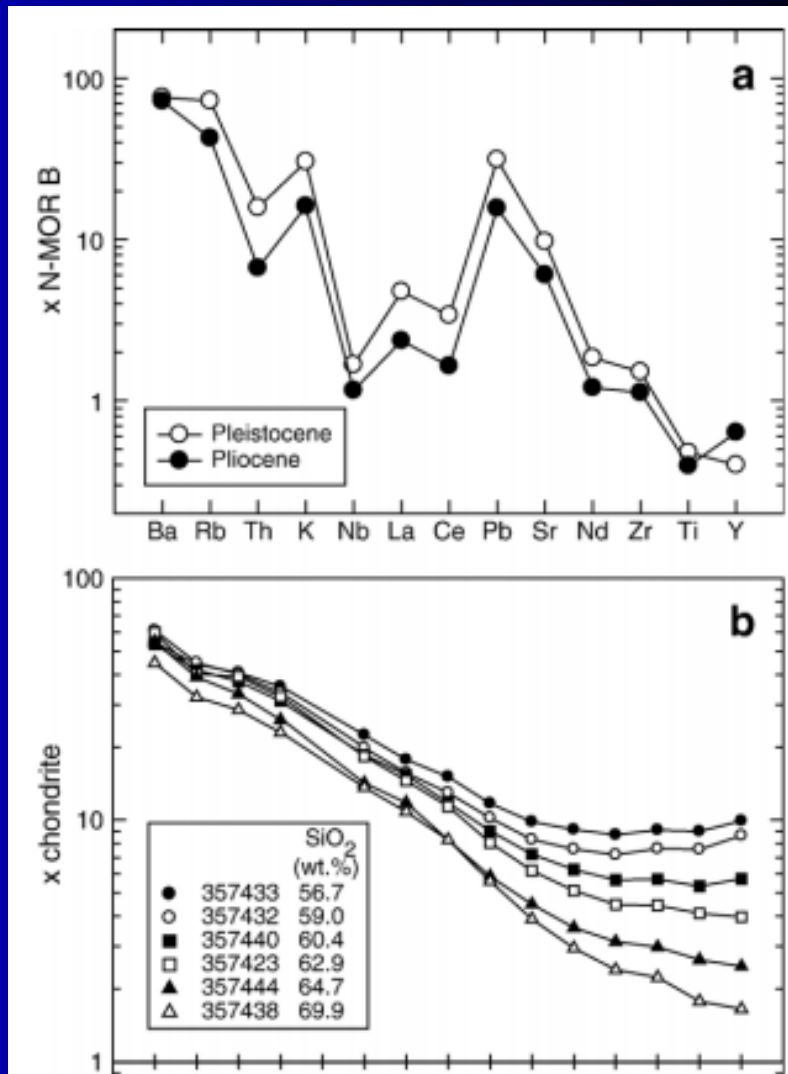 a
100
10
1
x N-MOR B
Pleistocene
Pliocene
Ba Rb Th K Nb La Ce Pb Sr Nd Zr Ti Y
b
100
10
1
x chondrite
SiO2
(wt.%)
357433 56.7
357432 59.0
357440 60.4
357423 62.9
357444 64.7
357438 69.9